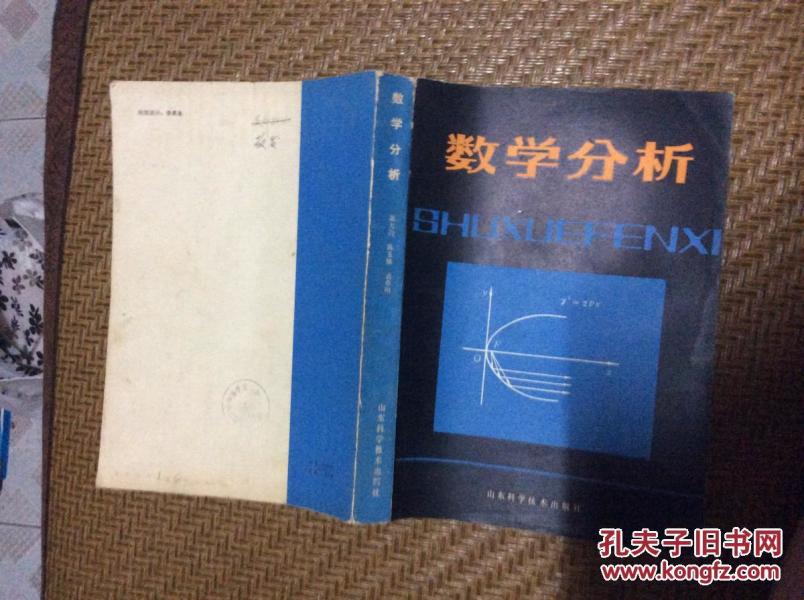 数学分析
SHUXUEFENXI
y
y²=2px
F
O
x
山东科学技术出版社
数学分析
山东科学技术出版社
孔夫子旧书网
www.kongfz.com